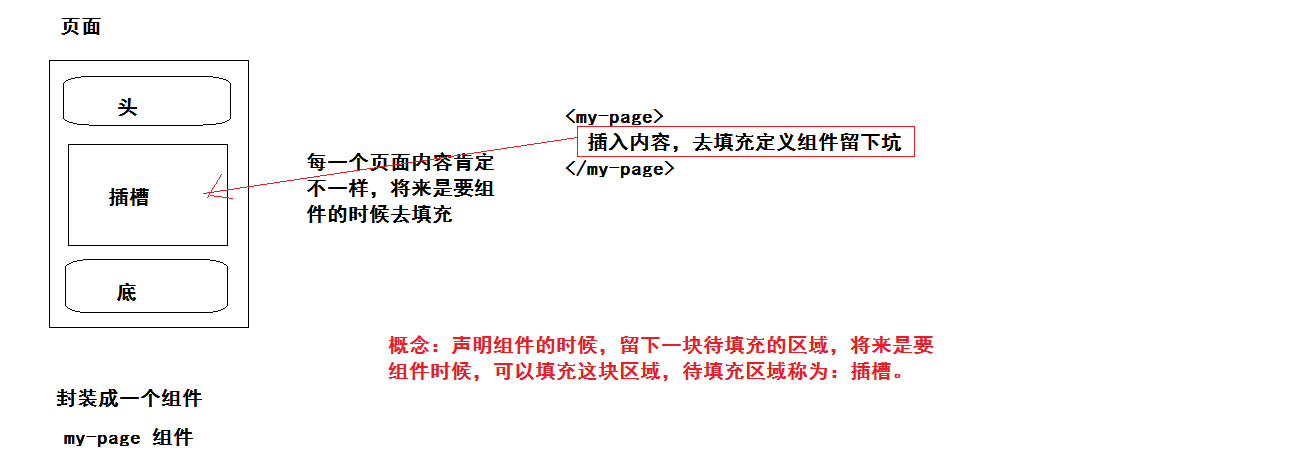 页面
头
插槽
底
每一个页面内容肯定
不一样，将来是要组
件的时候去填充
<my-page>
插入内容，去填充定义组件留下坑
</my-page>
概念：声明组件的时候，留下一块待填充的区域，将来是要
组件时候，可以填充这块区域，待填充区域称为：插槽。
封装成一个组件
my-page 组件